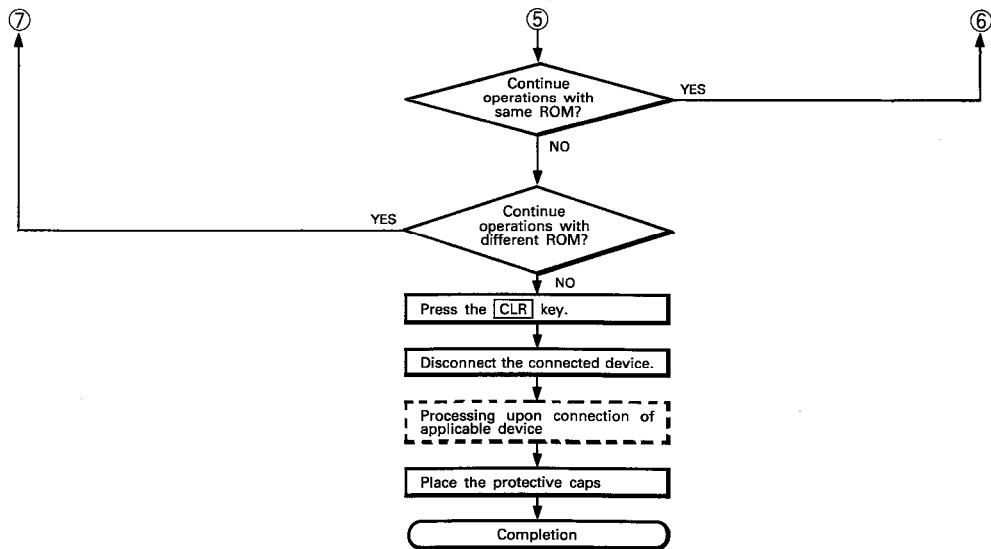 ⑦
⑤
⑥
Continue
operations with
same ROM?
YES
NO
YES
Continue
operations with
different ROM?
NO
Press the CLR key.
Disconnect the connected device.
Processing upon connection of
applicable device
Place the protective caps
Completion